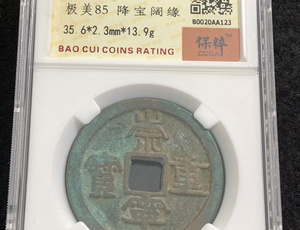 极美85 降宝阔缘
35.6*2.3mm*13.9g
BAO CUI COINS RATING
B0020AA123
保粹
崇寧重寳